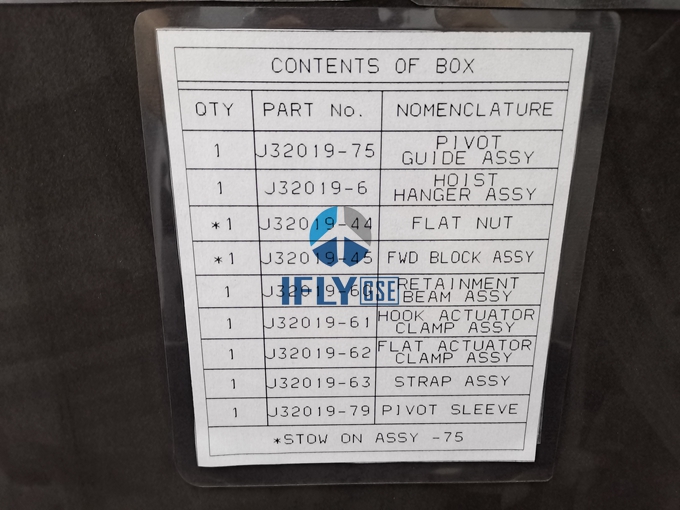 CONTENTS OF BOX
QTY PART No. NOMENCLATURE
1 J32019-75 PIVOT
GUIDE ASSY
1 J32019-6 HOIST
HANGER ASSY
*1 J32019-44 FLAT NUT
*1 J32019-45 FWD BLOCK ASSY
IFLY GSE
1 J32019-60 RETAINMENT
BEAM ASSY
1 J32019-61 HOOK ACTUATOR
CLAMP ASSY
1 J32019-62 FLAT ACTUATOR
CLAMP ASSY
1 J32019-63 STRAP ASSY
1 J32019-79 PIVOT SLEEVE
*STOW ON ASSY -75